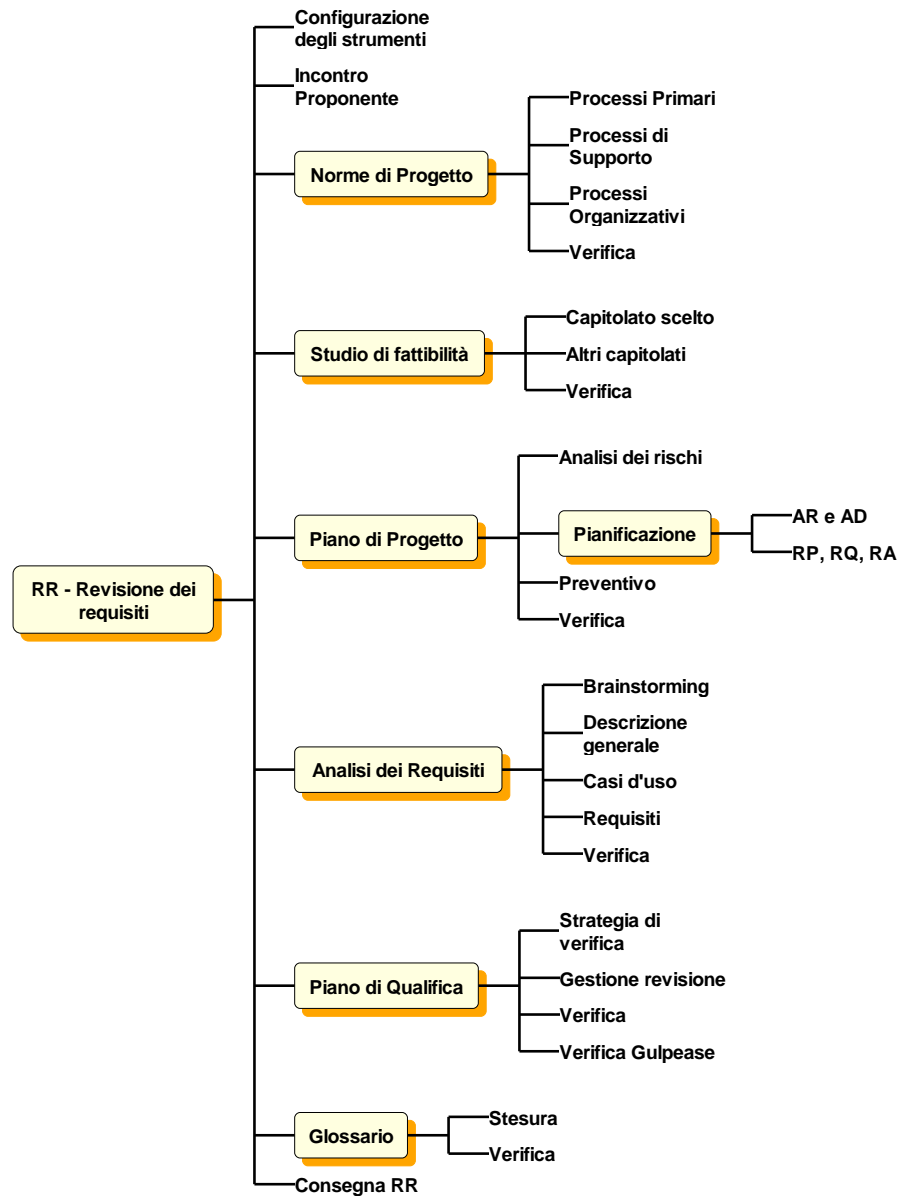 Configurazione
degli strumenti
Incontro
Proponente
Norme di Progetto
Processi Primari
Processi di
Supporto
Processi
Organizzativi
Verifica
Studio di fattibilità
Capitolato scelto
Altri capitolati
Verifica
RR - Revisione dei
requisiti
Piano di Progetto
Analisi dei rischi
Pianificazione
AR e AD
RP, RQ, RA
Preventivo
Verifica
Analisi dei Requisiti
Brainstorming
Descrizione
generale
Casi d'uso
Requisiti
Verifica
Piano di Qualifica
Strategia di
verifica
Gestione revisione
Verifica
Verifica Gulpease
Glossario
Stesura
Verifica
Consegna RR